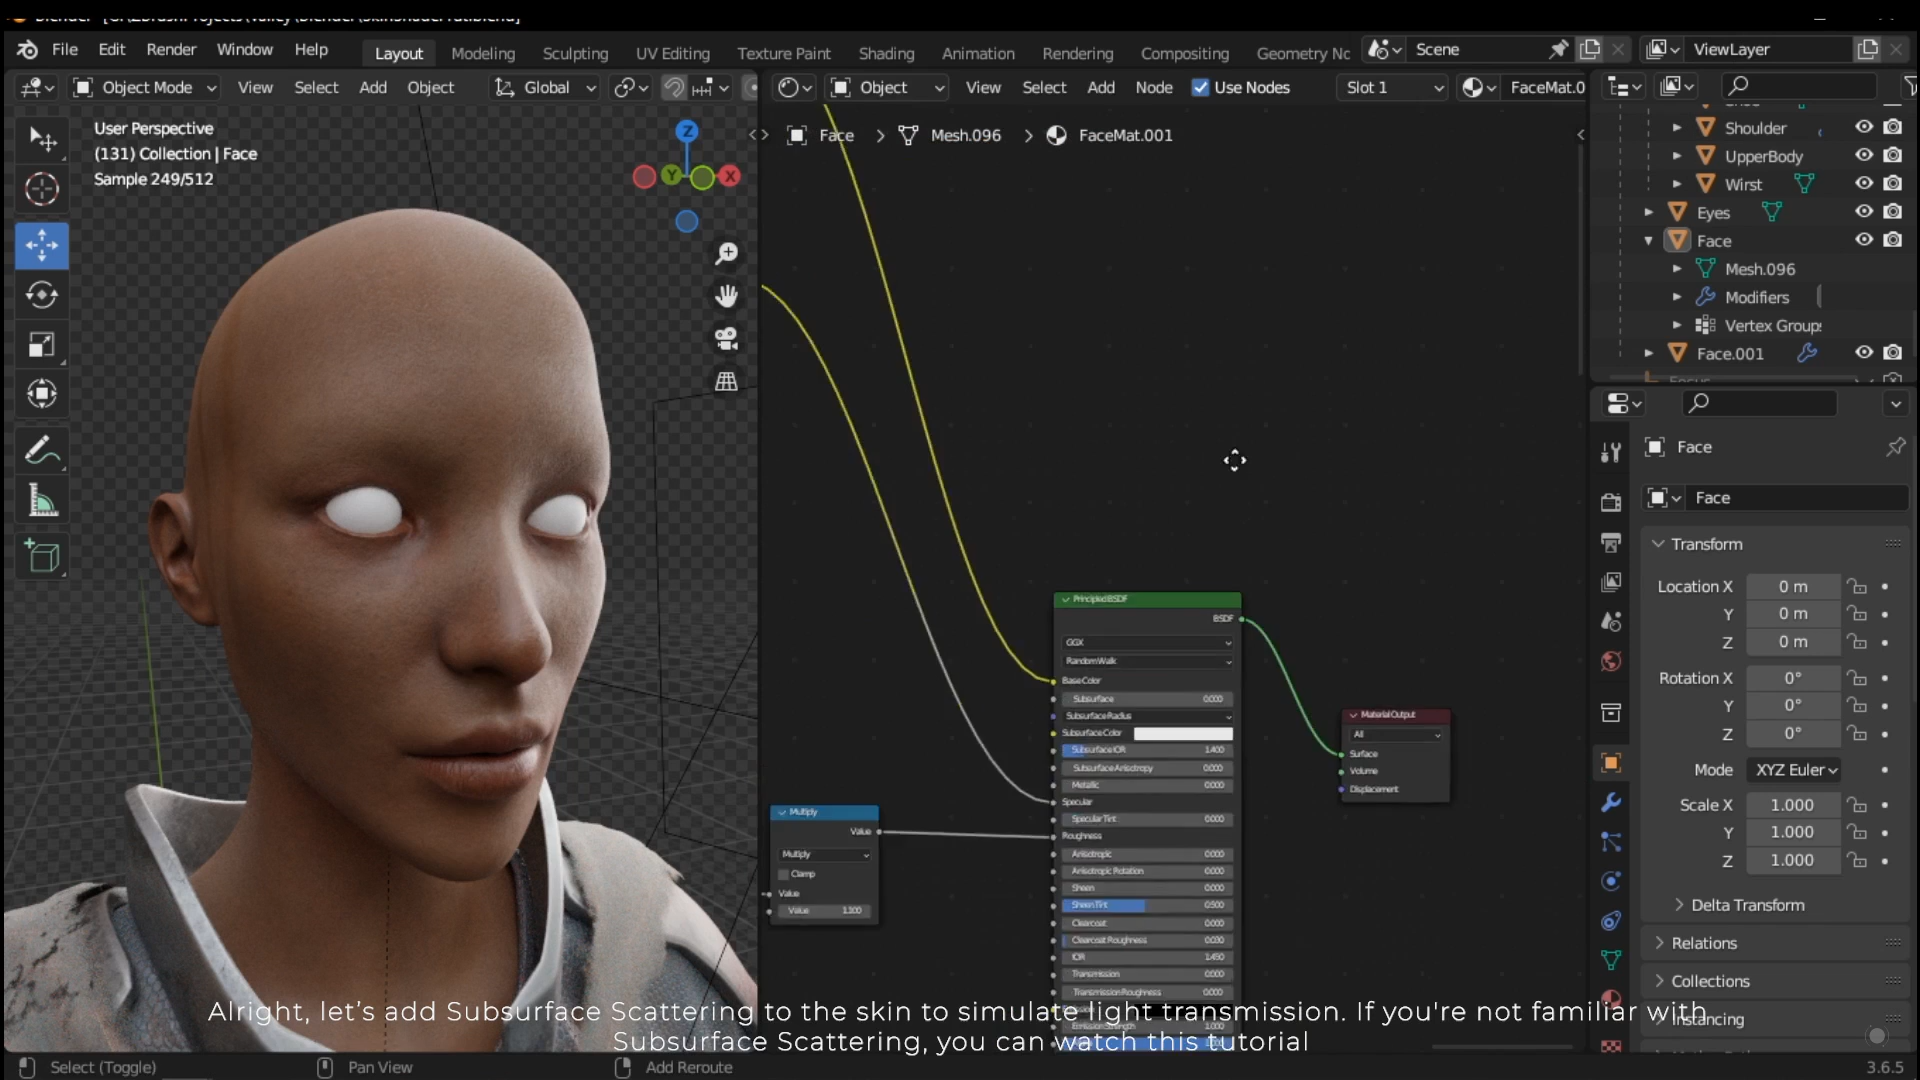 File Edit Render Window Help Layout Modeling Sculpting UV Editing Texture Paint Shading Animation Rendering Compositing Geometry Nc Scene ViewLayer
Object Mode View Select Add Object Global Object View Select Add Node Use Nodes Slot 1 FaceMat.0
User Perspective
(131) Collection | Face
Sample 249/512
Z
Y
X
Face > Mesh.096 > FaceMat.001
Shoulder
UpperBody
Wirst
Eyes
Face
Mesh.096
Modifiers
Vertex Groups
Face.001
Principled BSDF
BSDF
GGX
Random Walk
Base Color
Subsurface 0.000
Subsurface Radius
Subsurface Color
Subsurface IOR 1.400
Subsurface Anisotropy 0.000
Metallic 0.000
Specular
Specular Tint 0.000
Roughness
Anisotropic 0.000
Anisotropic Rotation 0.000
Sheen 0.000
Sheen Tint 0.500
Clearcoat 0.000
Clearcoat Roughness 0.030
IOR 1.450
Transmission 0.000
Transmission Roughness 0.000
Emission Strength 1.000
Multiply
Value
Multiply
Clamp
Value
Value 1.100
Material Output
All
Surface
Volume
Displacement
Face
Face
Transform
Location X 0 m
Y 0 m
Z 0 m
Rotation X 0°
Y 0°
Z 0°
Mode XYZ Euler
Scale X 1.000
Y 1.000
Z 1.000
Delta Transform
Relations
Collections
Instancing
Alright, let's add Subsurface Scattering to the skin to simulate light transmission. If you're not familiar with
Subsurface Scattering, you can watch this tutorial
Select (Toggle) Pan View Add Reroute 3.6.5